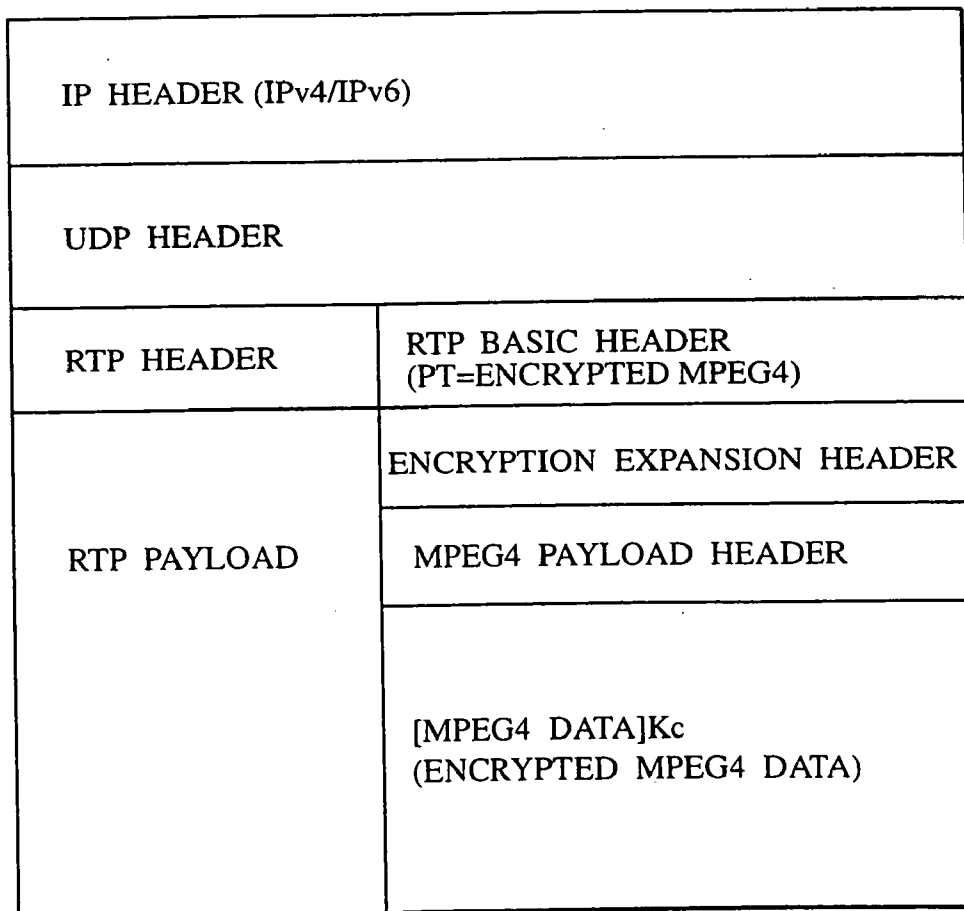 IP HEADER (IPv4/IPv6)
UDP HEADER
RTP HEADER
RTP BASIC HEADER
(PT=ENCRYPTED MPEG4)
RTP PAYLOAD
ENCRYPTION EXPANSION HEADER
MPEG4 PAYLOAD HEADER
[MPEG4 DATA]Kc
(ENCRYPTED MPEG4 DATA)